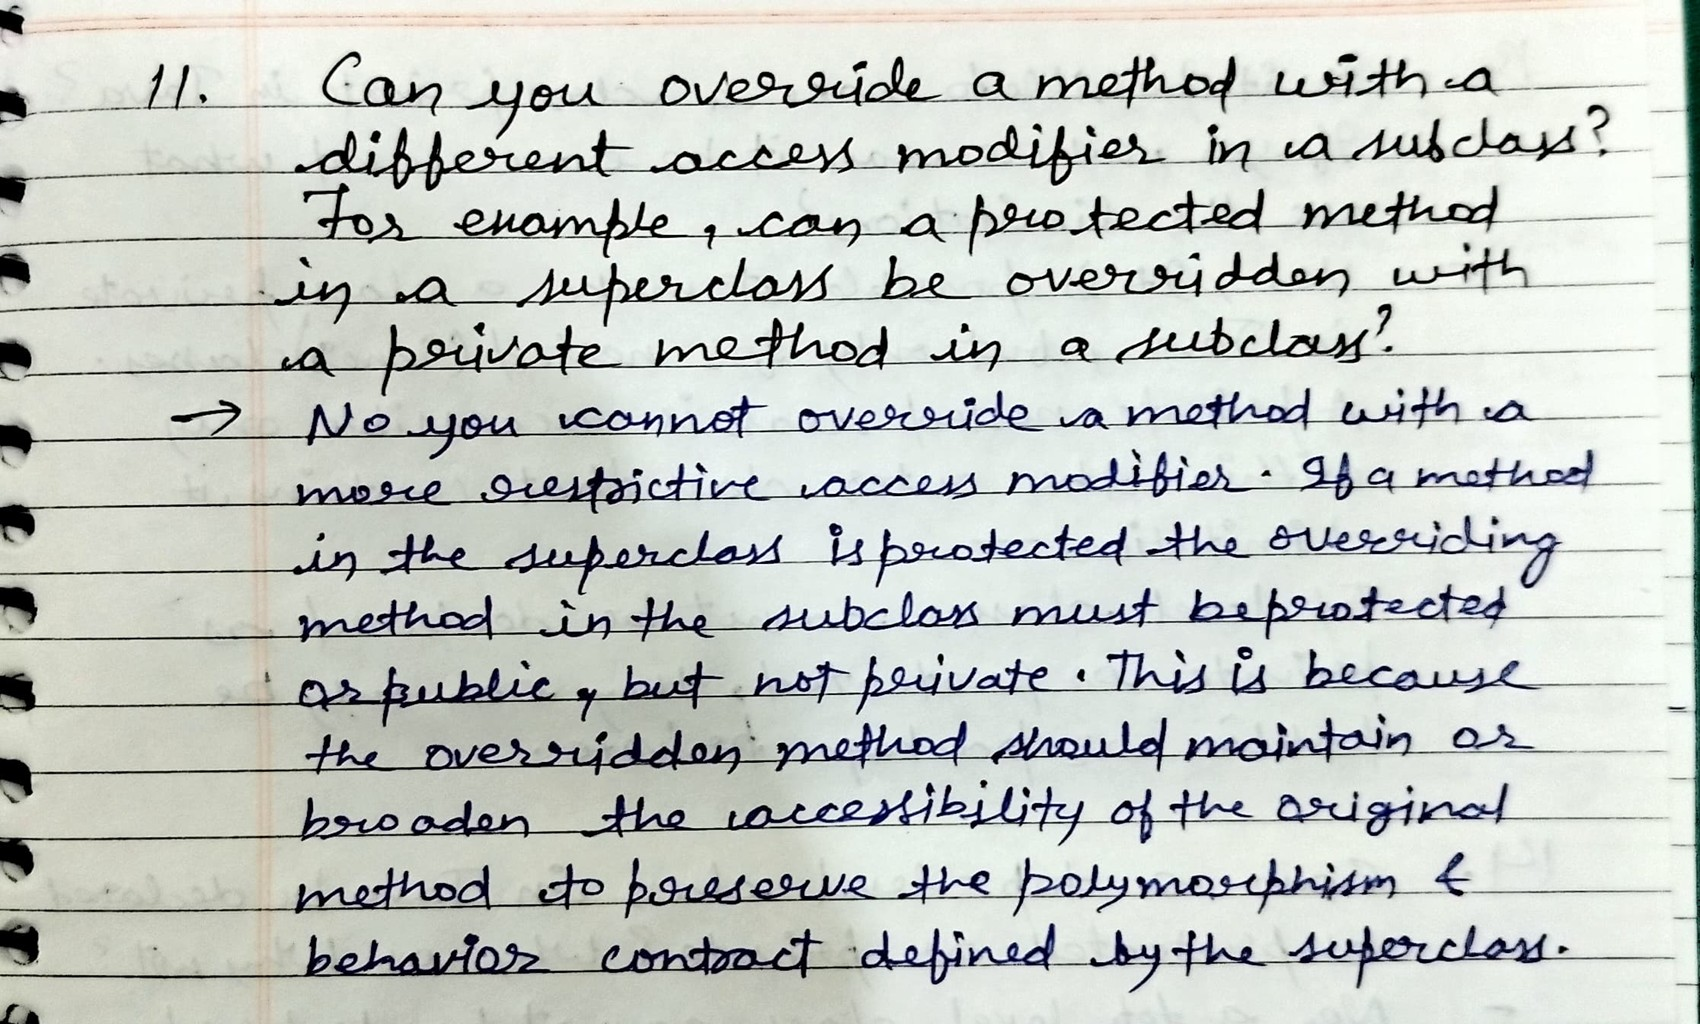 11. Can you override a method with a
different access modifier in a subclass?
For example, can a protected method
in a superclass be overridden with
a private method in a subclass?
→ No you cannot override a method with a
more restrictive access modifier. If a method
in the superclass is protected the overriding
method in the subclass must be protected
or public, but not private. This is because
the overridden method should maintain or
broaden the accessibility of the original
method to preserve the polymorphism &
behavior contract defined by the superclass.